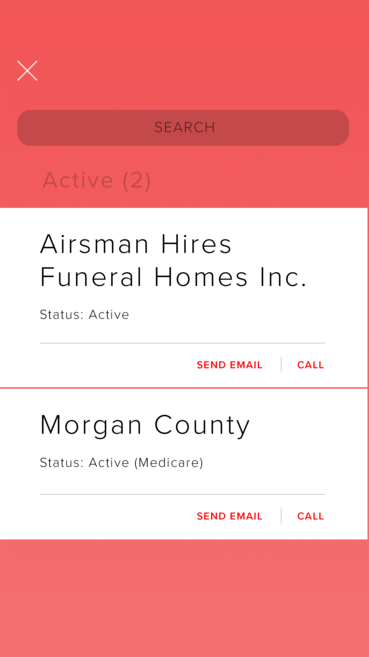 SEARCH
Active (2)
Airsman Hires
Funeral Homes Inc.
Status: Active
SEND EMAIL
CALL
Morgan County
Status: Active (Medicare)
SEND EMAIL
CALL